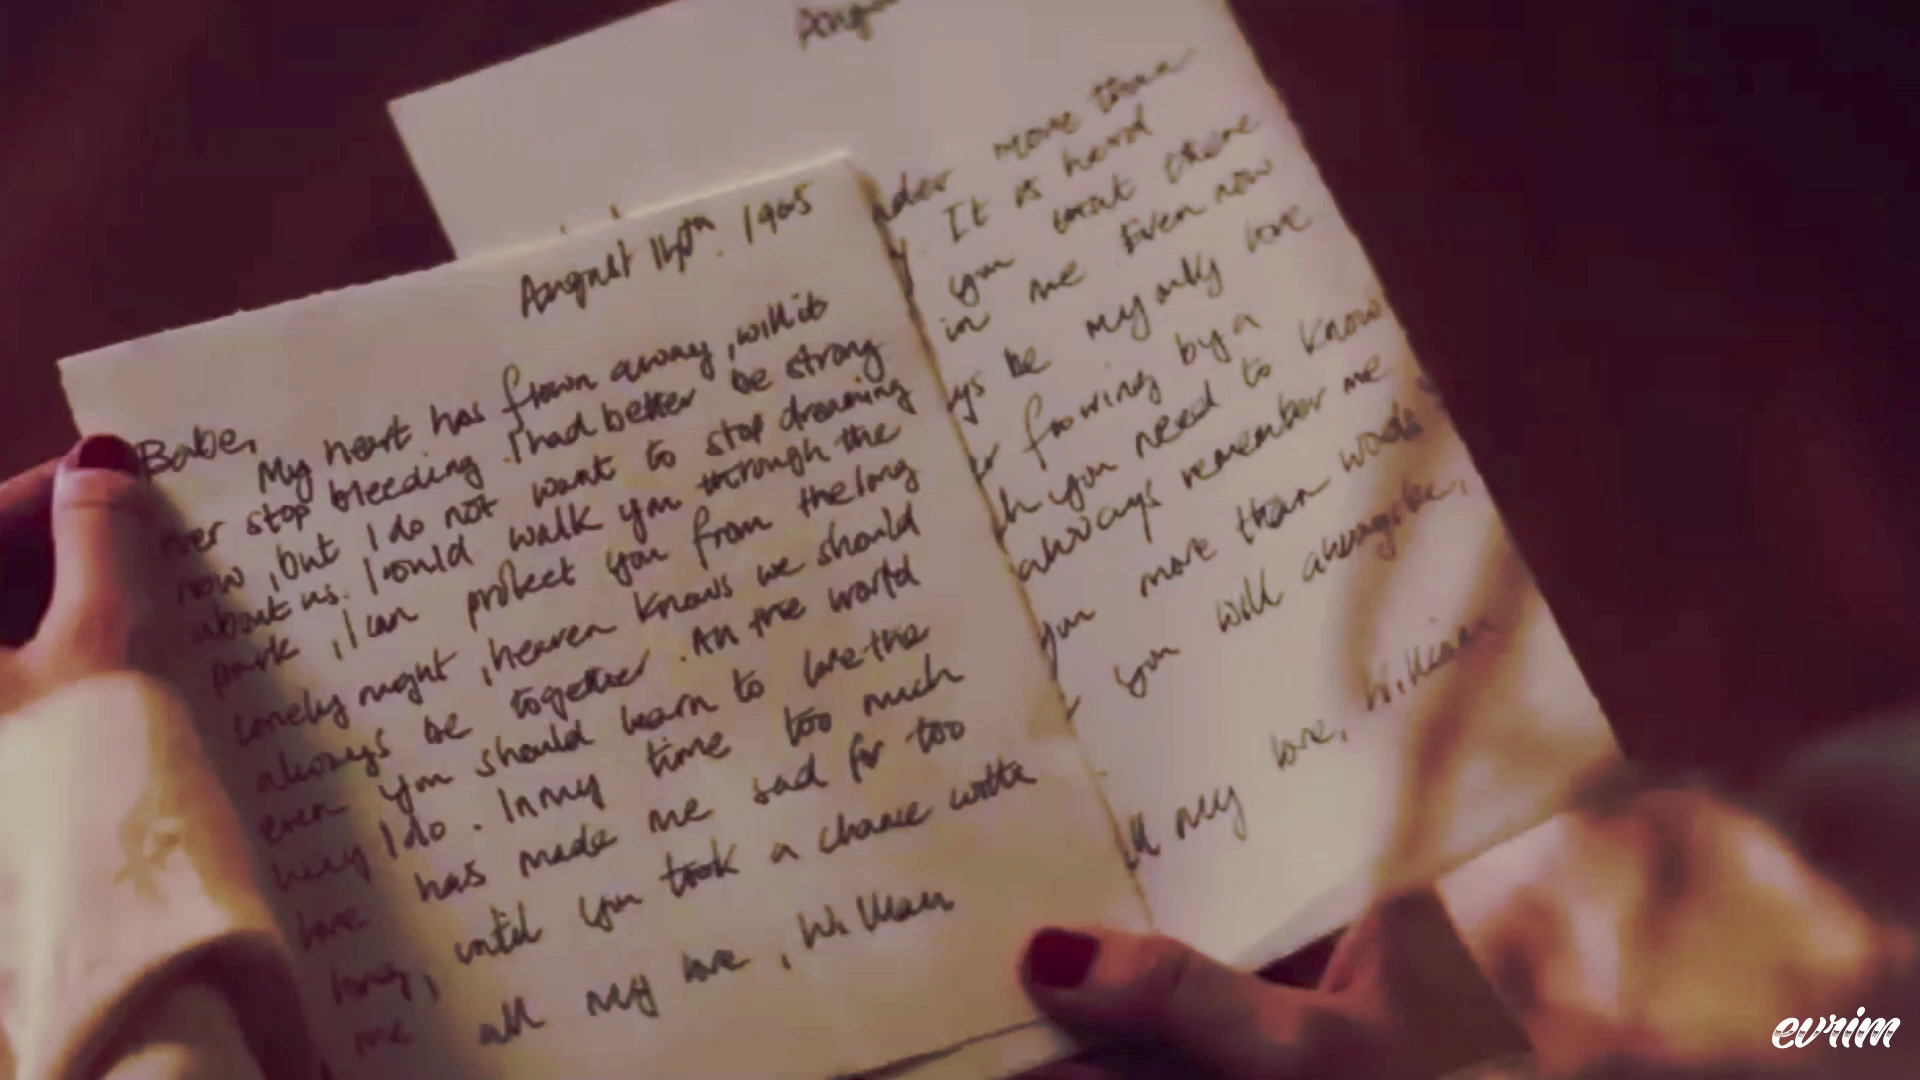 August 14th. 1905
Babe,
My heart has flown away, will it
ever stop bleeding. I had better be strong
now, but I do not want to stop dreaming
about us. I could walk you through the
park, I can protect you from the long
lonely night, heaven knows we should
always be together. All the world
even you should learn to love the
way I do. In my time too much
love has made me sad for too
long, until you took a chance with
me
all my love, William
more than
It is hard
you want there
in me Even now
be my only love
by a
you need to know
always remember me
you more than words
you will always be,
all my love, William
evrim